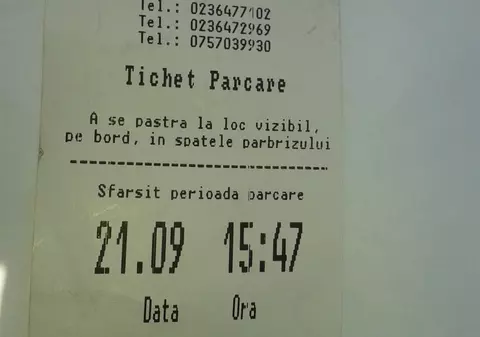 Tel.: 0236477102
Tel.: 0236472969
Tel.: 0757039930
Tichet Parcare
A se pastra la loc vizibil,
pe bord, in spatele parbrizului
--------------------------------
Sfarsit perioada parcare
21.09 15:47
Data Ora